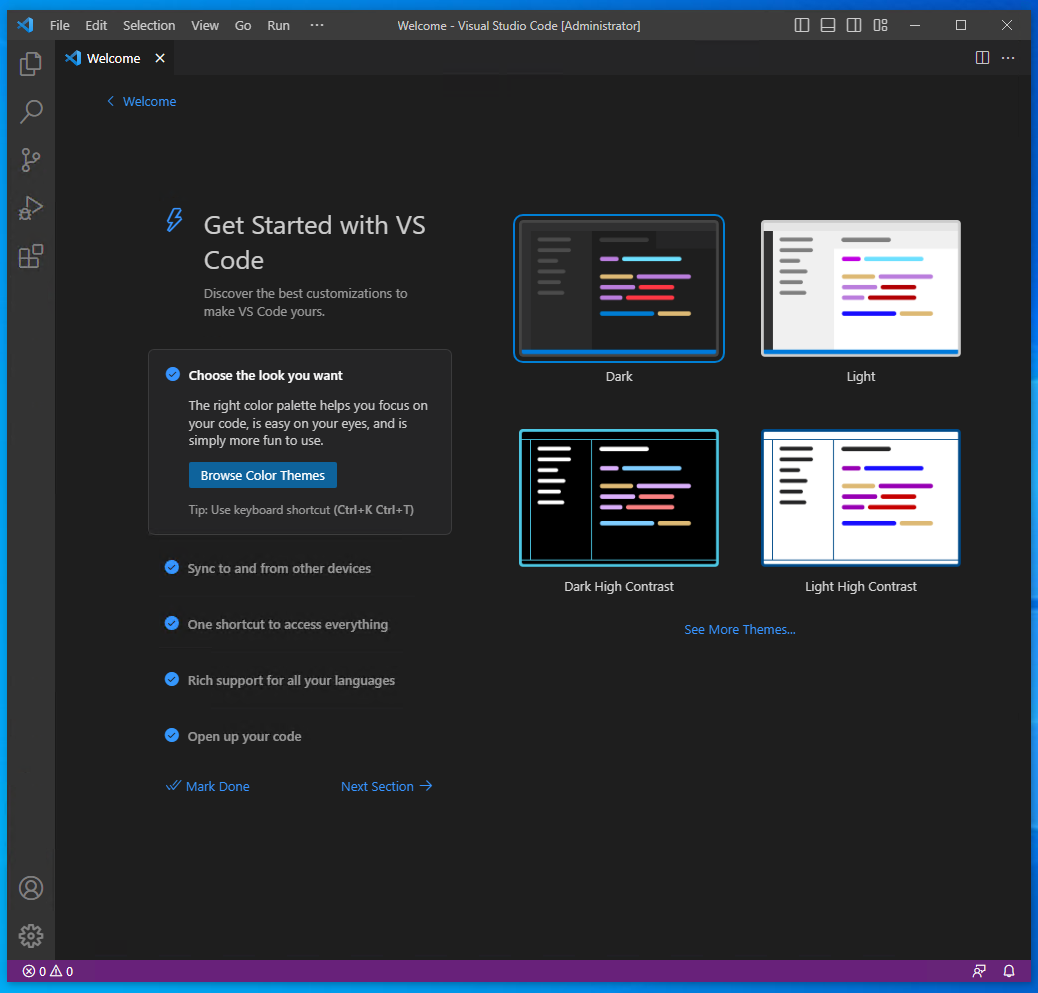 File Edit Selection View Go Run ··· Welcome - Visual Studio Code [Administrator]
Welcome
Welcome
Get Started with VS
Code
Discover the best customizations to
make VS Code yours.
Choose the look you want
The right color palette helps you focus on
your code, is easy on your eyes, and is
simply more fun to use.
Browse Color Themes
Tip: Use keyboard shortcut (Ctrl+K Ctrl+T)
Sync to and from other devices
One shortcut to access everything
Rich support for all your languages
Open up your code
Mark Done
Next Section
Dark
Light
Dark High Contrast
Light High Contrast
See More Themes...
0 0